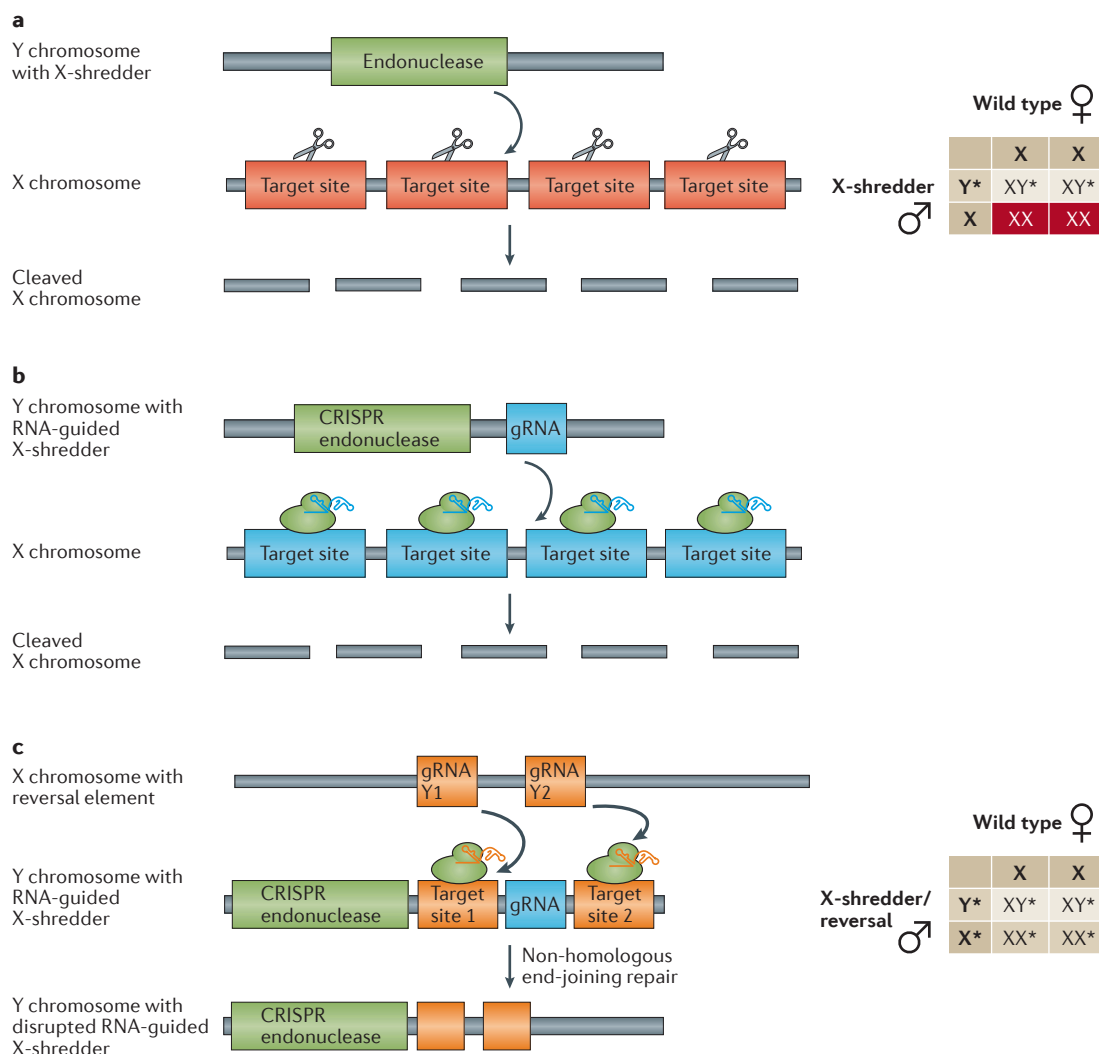 a
Y chromosome
with X-shredder
Endonuclease
X chromosome
Target site
Target site
Target site
Target site
Cleaved
X chromosome
Wild type ♀
X X
X-shredder
♂
Y* XY* XY*
X XX XX
b
Y chromosome with
RNA-guided
X-shredder
CRISPR
endonuclease
gRNA
X chromosome
Target site
Target site
Target site
Target site
Cleaved
X chromosome
c
X chromosome with
reversal element
gRNA
Y1
gRNA
Y2
Y chromosome with
RNA-guided
X-shredder
CRISPR
endonuclease
Target
site 1
gRNA
Target
site 2
Non-homologous
end-joining repair
Y chromosome with
disrupted RNA-guided
X-shredder
CRISPR
endonuclease
Wild type ♀
X X
X-shredder/
reversal ♂
Y* XY* XY*
X* XX* XX*